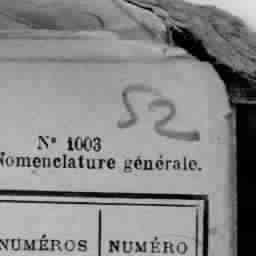 52
N° 1003
Nomenclature générale.
NUMÉROS NUMÉRO